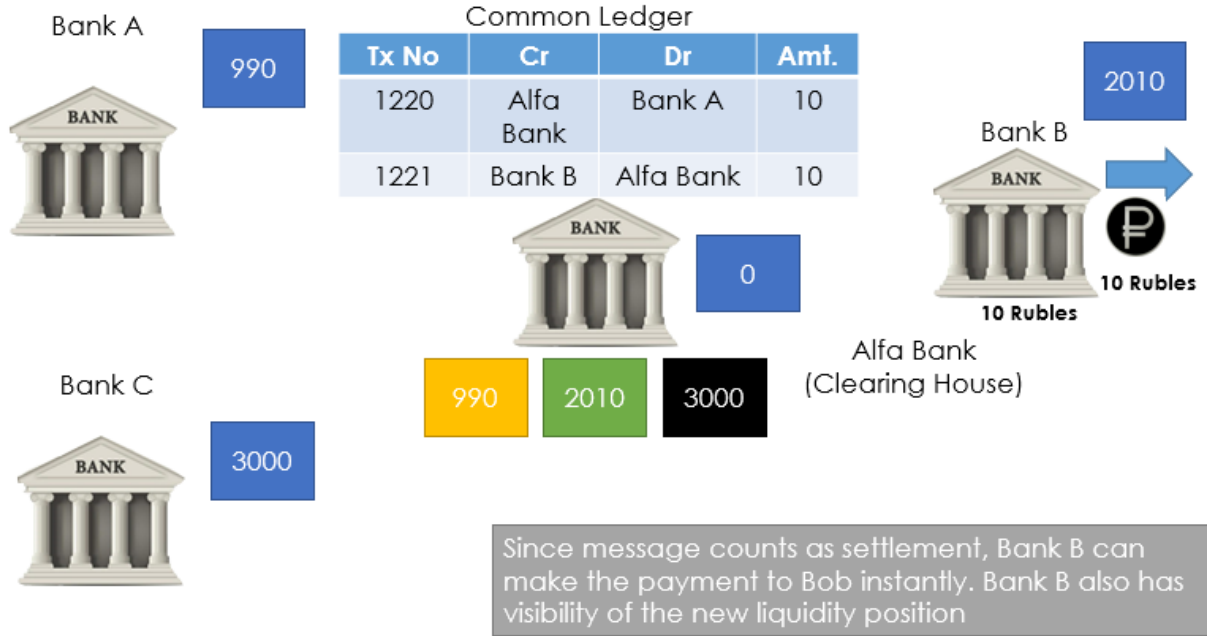 Bank A
990
BANK
Common Ledger
Tx No Cr Dr Amt.
1220 Alfa Bank Bank A 10
1221 Bank B Alfa Bank 10
2010
Bank B
BANK
10 Rubles
10 Rubles
BANK
0
Alfa Bank
(Clearing House)
990 2010 3000
Bank C
3000
BANK
Since message counts as settlement, Bank B can
make the payment to Bob instantly. Bank B also has
visibility of the new liquidity position